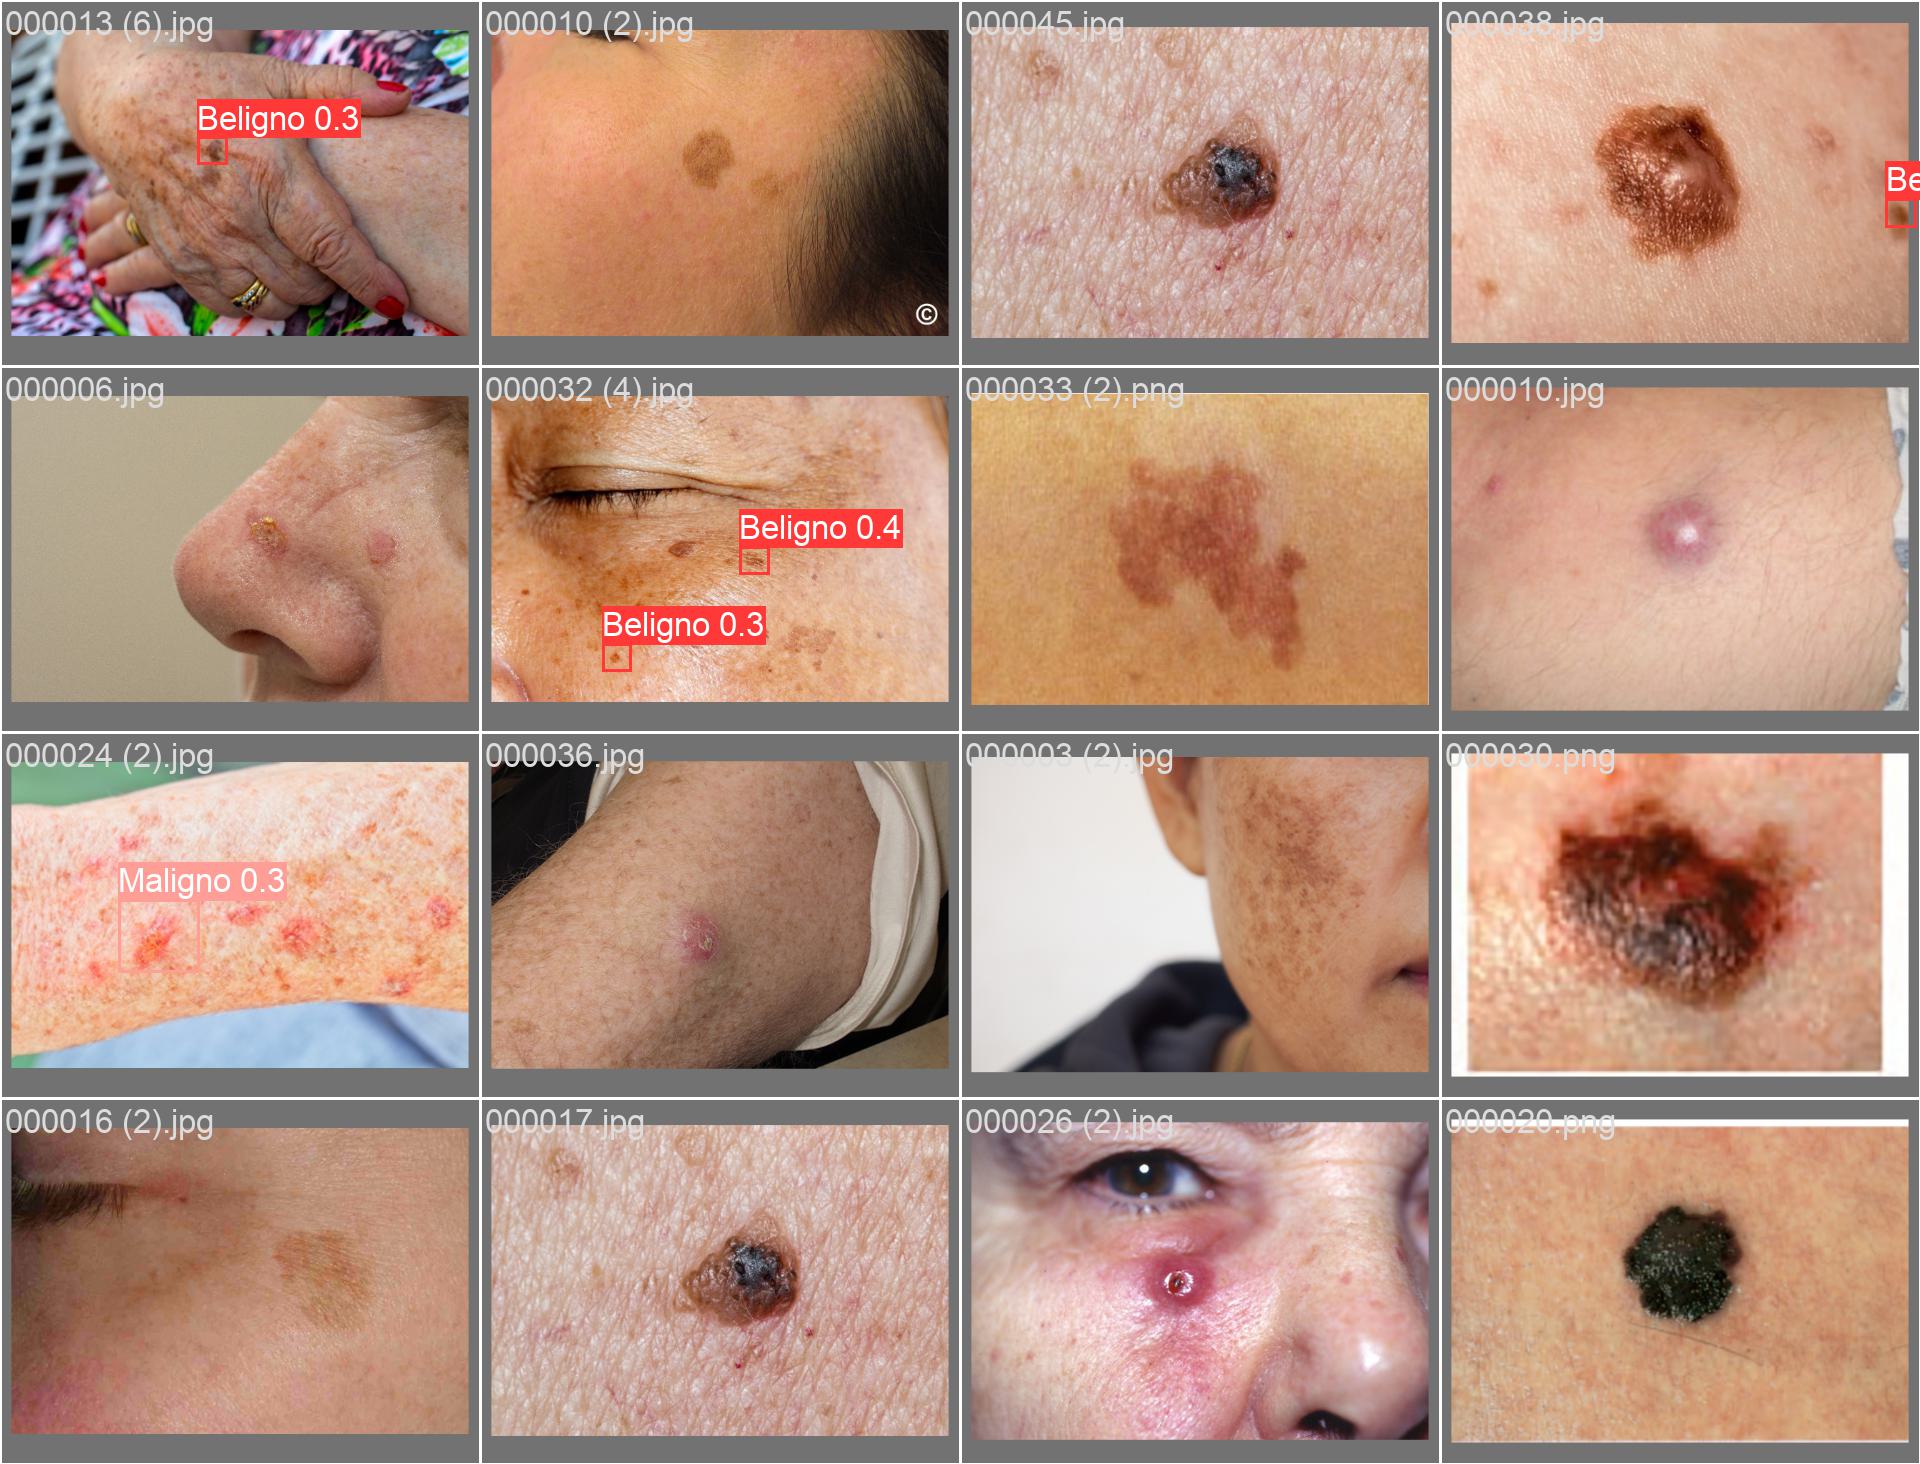 000013 (6).jpg
000010 (2).jpg
000045.jpg
000038.jpg
Beligno 0.3
Be
©
000006.jpg
000032 (4).jpg
000033 (2).png
000010.jpg
Beligno 0.4
Beligno 0.3
000024 (2).jpg
000036.jpg
000003 (2).jpg
000030.png
Maligno 0.3
000016 (2).jpg
000017.jpg
000026 (2).jpg
000020.png